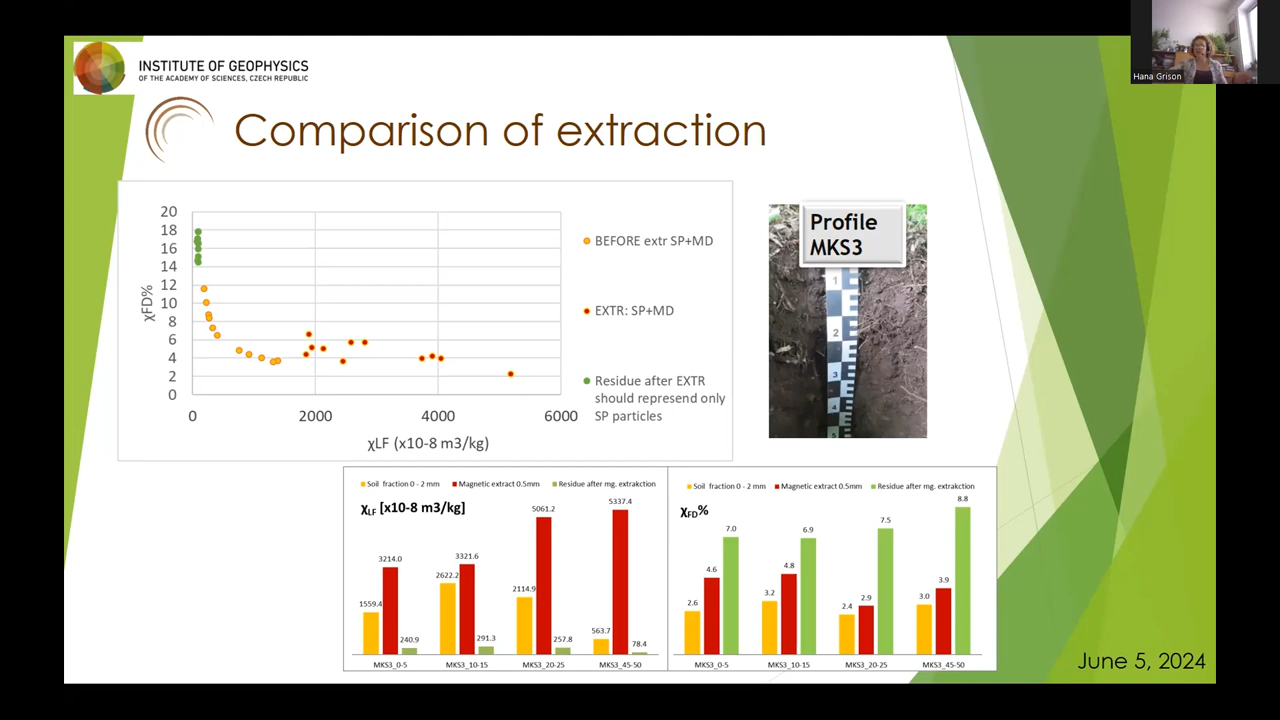 INSTITUTE OF GEOPHYSICS
OF THE ACADEMY OF SCIENCES, CZECH REPUBLIC
Hana Grison
Comparison of extraction
20
18
16
14
12
10
8
6
4
2
0
χFD%
0 2000 4000 6000
χLF (x10-8 m3/kg)
BEFORE extr SP+MD
EXTR: SP+MD
Residue after EXTR
should represend only
SP particles
Profile
MKS3
1
2
3
4
5
Soil fraction 0 - 2 mm Magnetic extract 0.5mm Residue after mg. extrakction
χLF [x10-8 m3/kg]
1559.4 3214.0 240.9
2622.2 3321.6 291.3
2114.9 5061.2 257.8
563.7 5337.4 78.4
MKS3_0-5 MKS3_10-15 MKS3_20-25 MKS3_45-50
Soil fraction 0 - 2 mm Magnetic extract 0.5mm Residue after mg. extrakction
χFD%
2.6 4.6 7.0
3.2 4.8 6.9
2.4 2.9 7.5
3.0 3.9 8.8
MKS3_0-5 MKS3_10-15 MKS3_20-25 MKS3_45-50
June 5, 2024